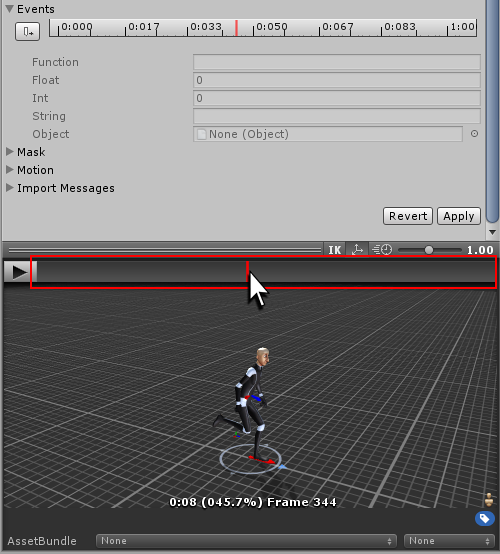 Events
0:000 0:017 0:033 0:050 0:067 0:083 1:00
Function
Float 0
Int 0
String
Object None (Object)
Mask
Motion
Import Messages
Revert Apply
IK 1.00
0:08 (045.7%) Frame 344
AssetBundle None None